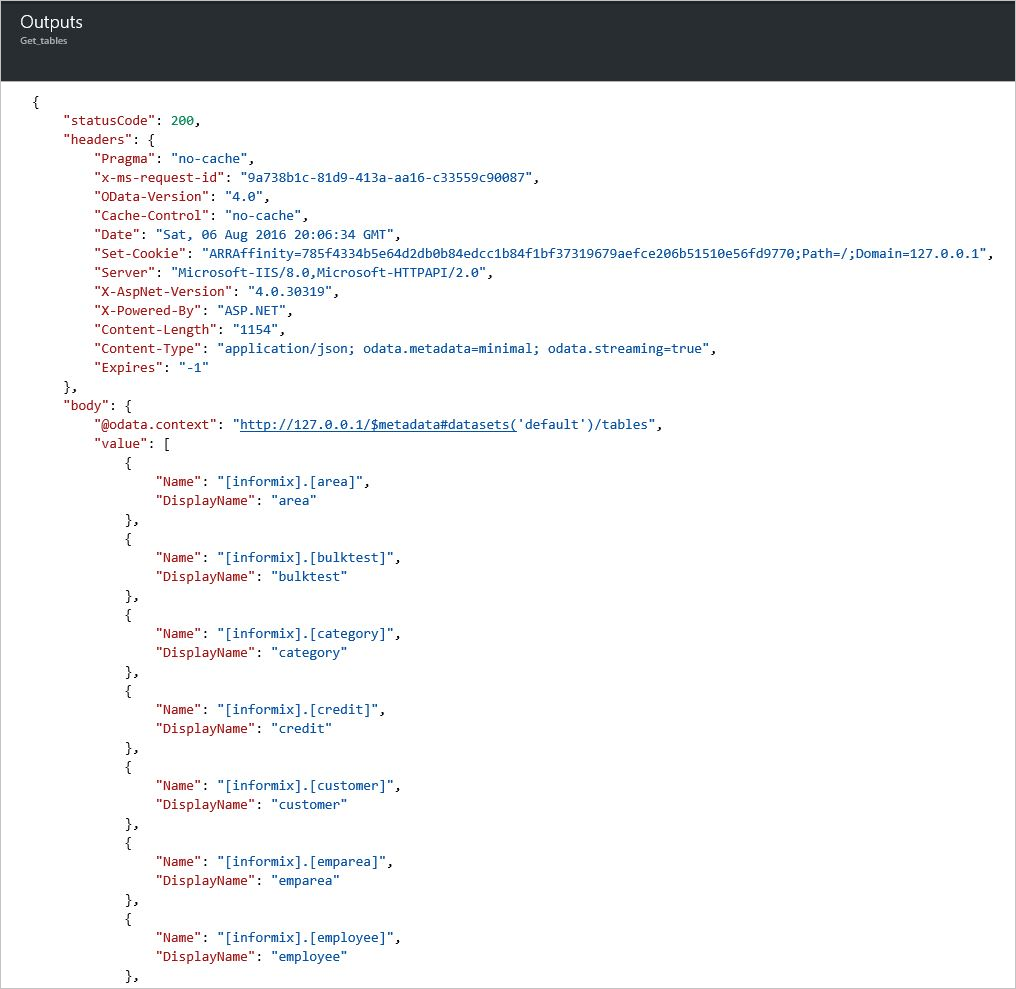 Outputs
Get_tables
{
"statusCode": 200,
"headers": {
"Pragma": "no-cache",
"x-ms-request-id": "9a738b1c-81d9-413a-aa16-c33559c90087",
"OData-Version": "4.0",
"Cache-Control": "no-cache",
"Date": "Sat, 06 Aug 2016 20:06:34 GMT",
"Set-Cookie": "ARRAffinity=785f4334b5e64d2db0b84edcc1b84f1bf37319679aefce206b51510e56fd9770;Path=/;Domain=127.0.0.1",
"Server": "Microsoft-IIS/8.0,Microsoft-HTTPAPI/2.0",
"X-AspNet-Version": "4.0.30319",
"X-Powered-By": "ASP.NET",
"Content-Length": "1154",
"Content-Type": "application/json; odata.metadata=minimal; odata.streaming=true",
"Expires": "-1"
},
"body": {
"@odata.context": "http://127.0.0.1/$metadata#datasets('default')/tables",
"value": [
{
"Name": "[informix].[area]",
"DisplayName": "area"
},
{
"Name": "[informix].[bulktest]",
"DisplayName": "bulktest"
},
{
"Name": "[informix].[category]",
"DisplayName": "category"
},
{
"Name": "[informix].[credit]",
"DisplayName": "credit"
},
{
"Name": "[informix].[customer]",
"DisplayName": "customer"
},
{
"Name": "[informix].[emparea]",
"DisplayName": "emparea"
},
{
"Name": "[informix].[employee]",
"DisplayName": "employee"
},